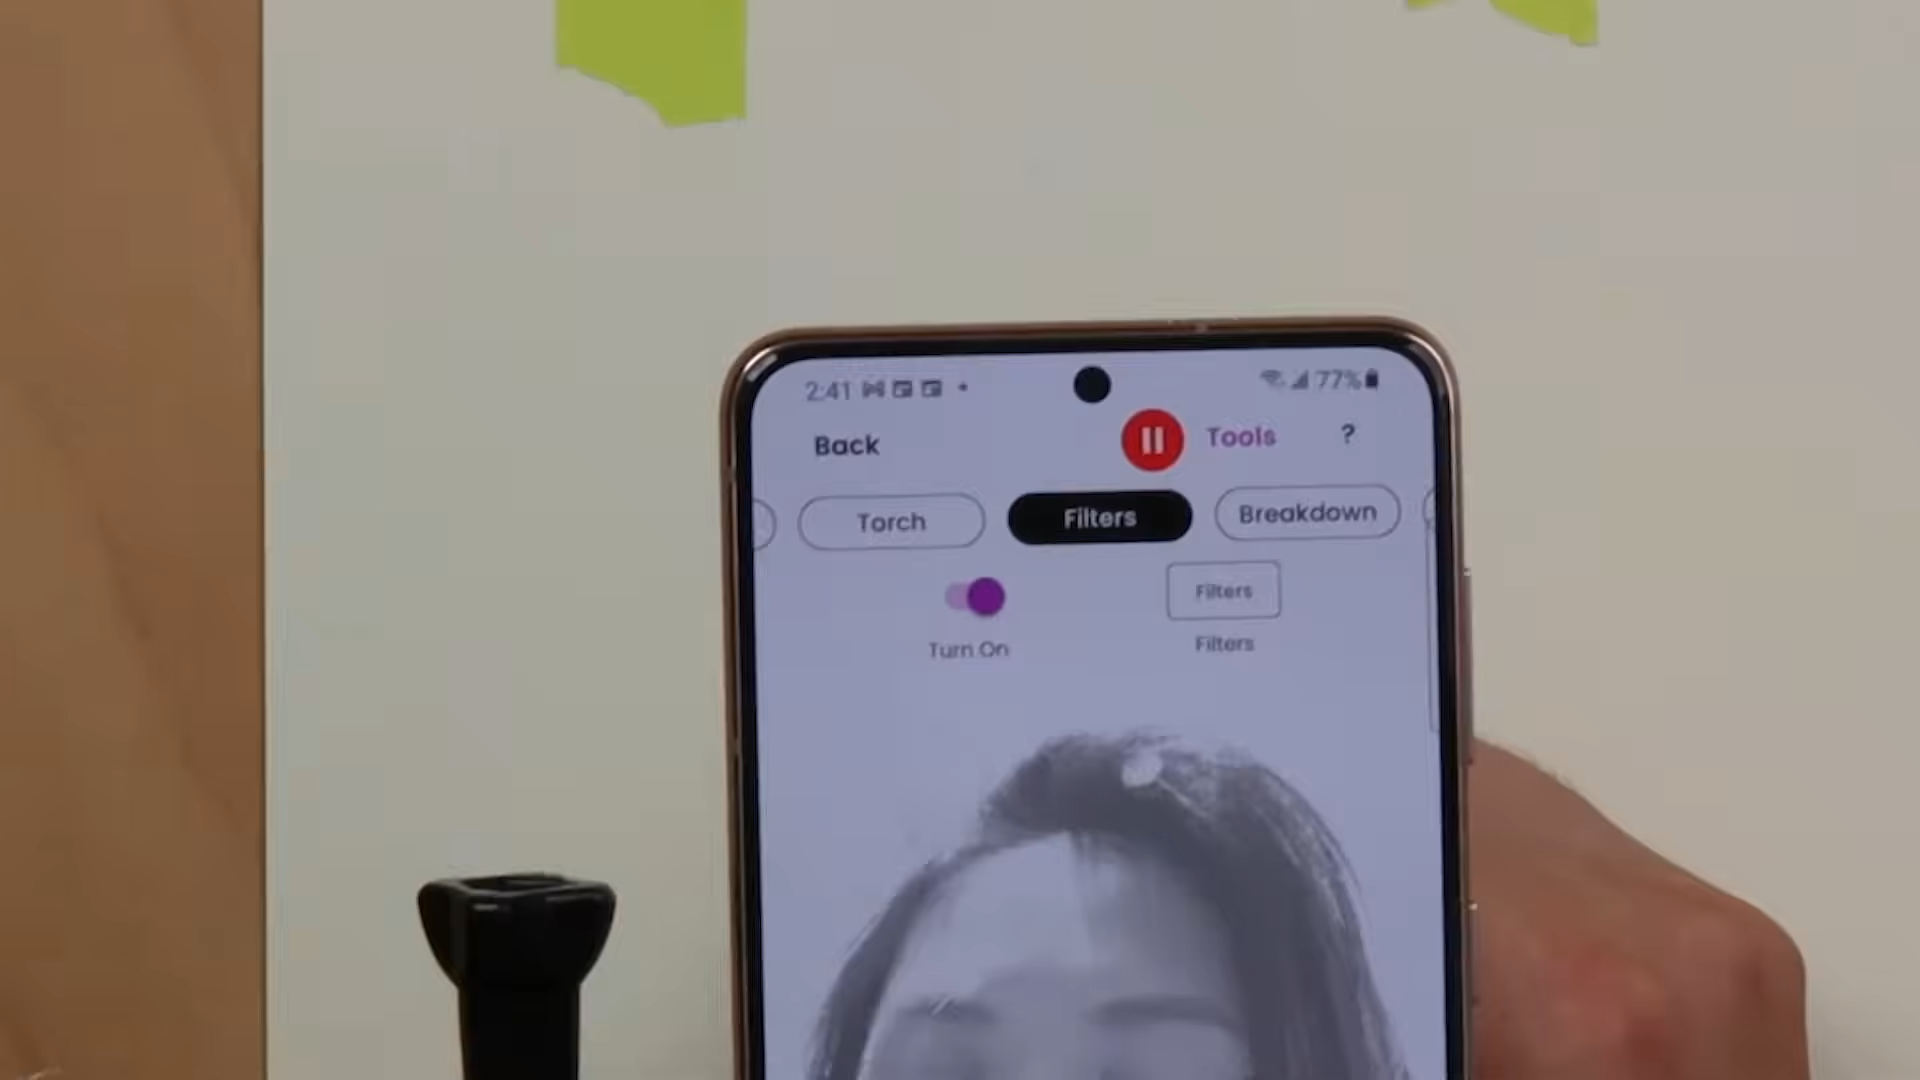 2:41 77%
Back Tools ?
Torch Filters Breakdown
Filters
Turn On Filters